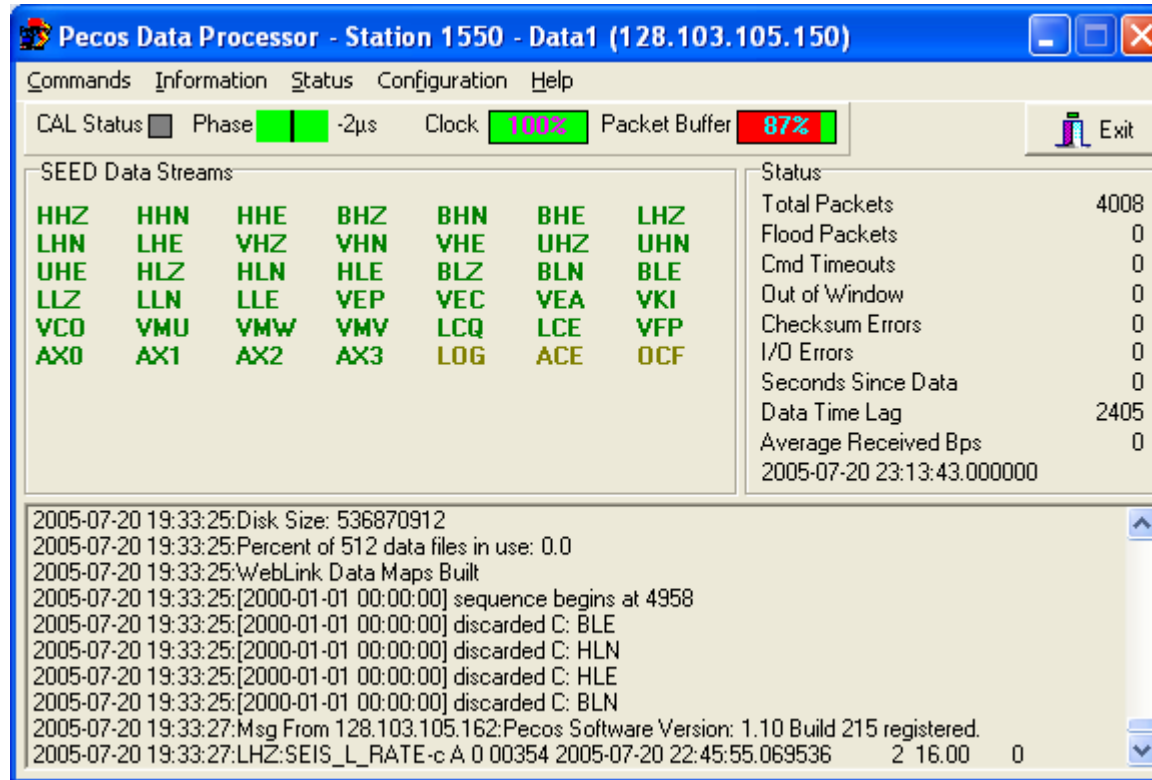 Pecos Data Processor - Station 1550 - Data1 (128.103.105.150)
Commands Information Status Configuration Help
CAL Status Phase -2µs Clock 100% Packet Buffer 87% Exit
SEED Data Streams
HHZ HHN HHE BHZ BHN BHE LHZ
LHN LHE VHZ VHN VHE UHZ UHN
UHE HLZ HLN HLE BLZ BLN BLE
LLZ LLN LLE VEP VEC VEA VKI
VCO VMU VMW VMV LCQ LCE VFP
AX0 AX1 AX2 AX3 LOG ACE OCF
Status
Total Packets 4008
Flood Packets 0
Cmd Timeouts 0
Out of Window 0
Checksum Errors 0
I/O Errors 0
Seconds Since Data 0
Data Time Lag 2405
Average Received Bps 0
2005-07-20 23:13:43.000000
2005-07-20 19:33:25:Disk Size: 536870912
2005-07-20 19:33:25:Percent of 512 data files in use: 0.0
2005-07-20 19:33:25:WebLink Data Maps Built
2005-07-20 19:33:25:[2000-01-01 00:00:00] sequence begins at 4958
2005-07-20 19:33:25:[2000-01-01 00:00:00] discarded C: BLE
2005-07-20 19:33:25:[2000-01-01 00:00:00] discarded C: HLN
2005-07-20 19:33:25:[2000-01-01 00:00:00] discarded C: HLE
2005-07-20 19:33:25:[2000-01-01 00:00:00] discarded C: BLN
2005-07-20 19:33:27:Msg From 128.103.105.162:Pecos Software Version: 1.10 Build 215 registered.
2005-07-20 19:33:27:LHZ:SEIS_L_RATE-c A 0 00354 2005-07-20 22:45:55.069536 2 16.00 0